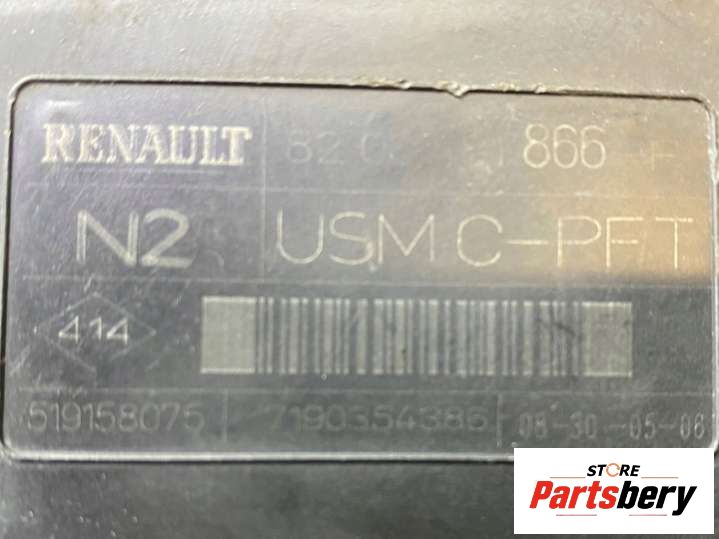 RENAULT 866
N2 USM C-PFT
414
519158075 7190354386 08-30-05-06
STORE
Partsbery